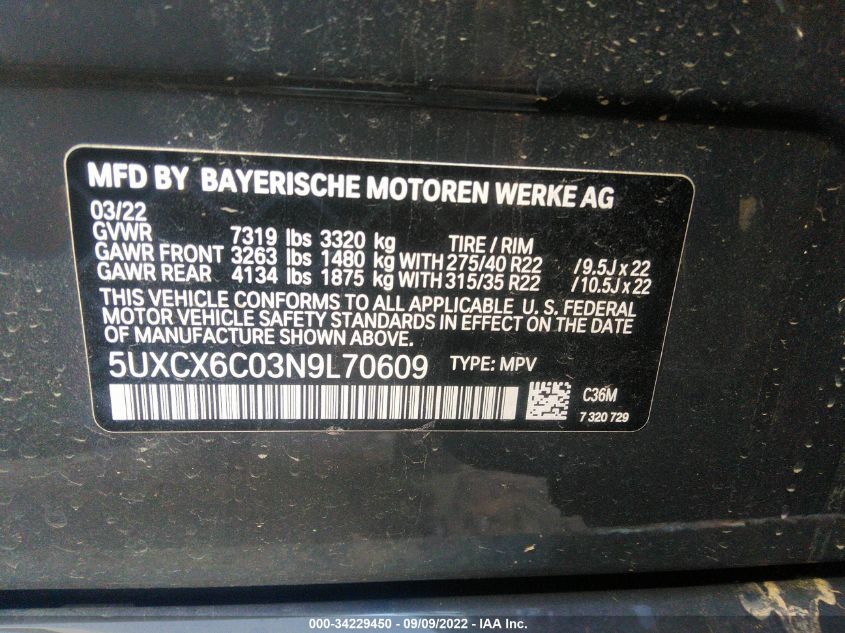 MFD BY BAYERISCHE MOTOREN WERKE AG
03/22
GVWR 7319 lbs 3320 kg TIRE / RIM
GAWR FRONT 3263 lbs 1480 kg WITH 275/40 R22 /9.5J x 22
GAWR REAR 4134 lbs 1875 kg WITH 315/35 R22 /10.5J x 22
THIS VEHICLE CONFORMS TO ALL APPLICABLE U. S. FEDERAL
MOTOR VEHICLE SAFETY STANDARDS IN EFFECT ON THE DATE
OF MANUFACTURE SHOWN ABOVE.
5UXCX6C03N9L70609 TYPE: MPV
C36M
7 320 729
000-34229450 - 09/09/2022 - IAA Inc.